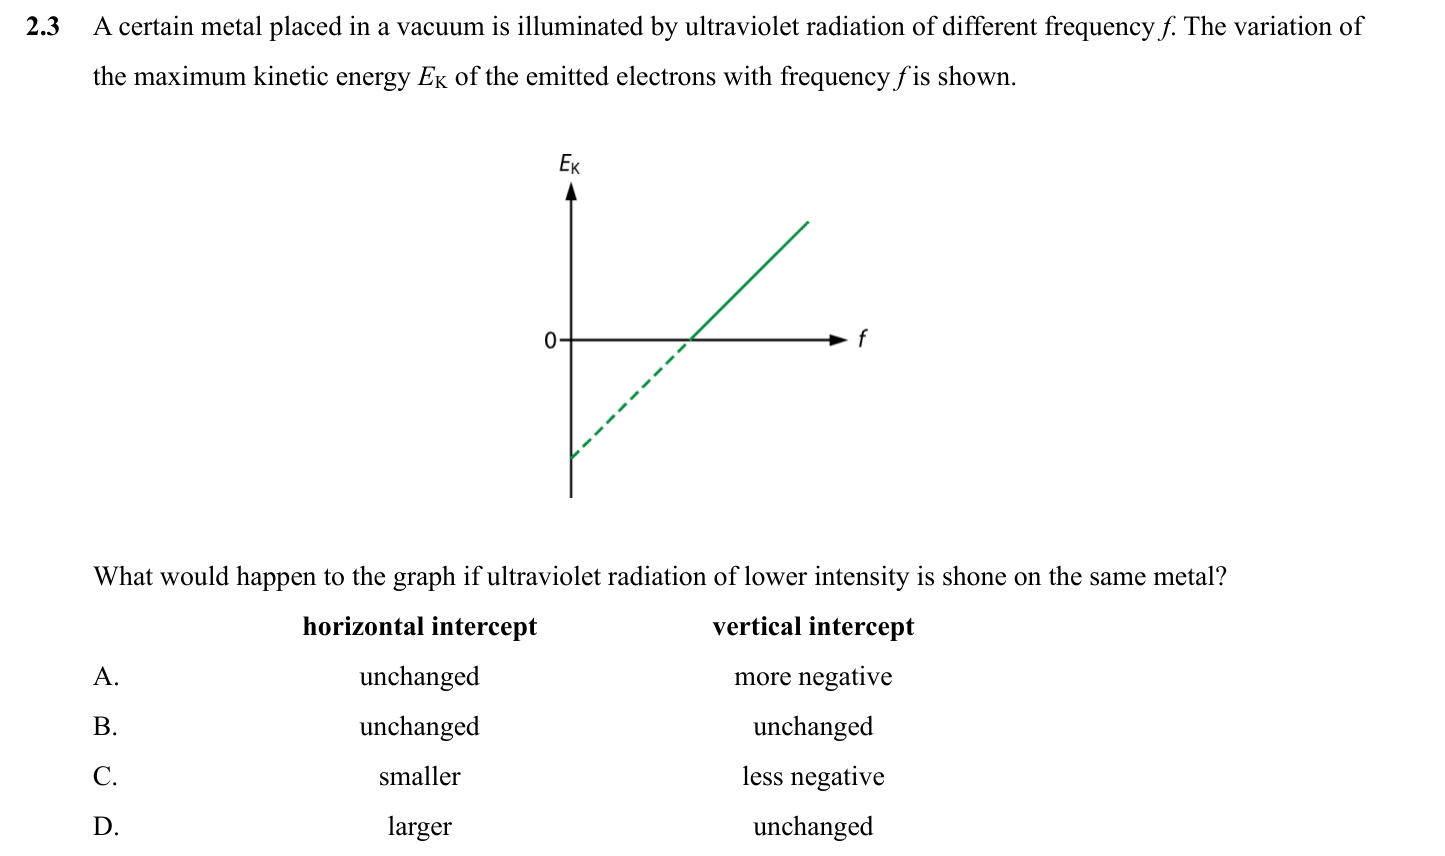 2.3 A certain metal placed in a vacuum is illuminated by ultraviolet radiation of different frequency f. The variation of
the maximum kinetic energy EK of the emitted electrons with frequency f is shown.
EK
0
f
What would happen to the graph if ultraviolet radiation of lower intensity is shone on the same metal?
horizontal intercept vertical intercept
A. unchanged more negative
B. unchanged unchanged
C. smaller less negative
D. larger unchanged